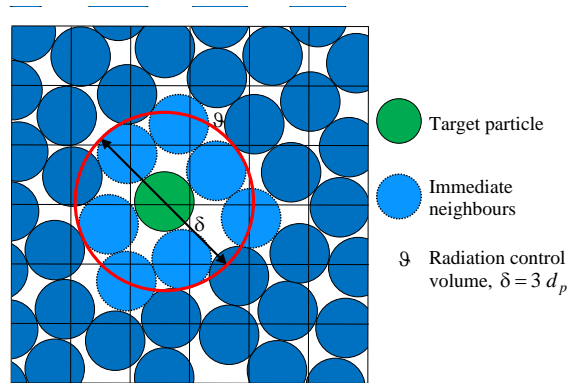 ϑ
δ
Target particle
Immediate
neighbours
ϑ Radiation control
volume, δ = 3 d_p